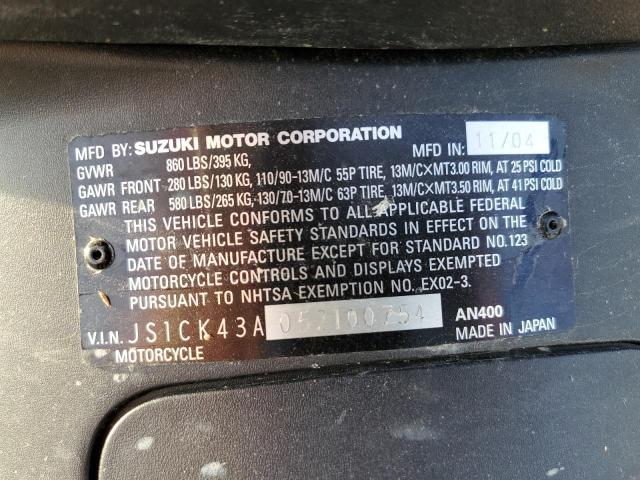 MFD BY: SUZUKI MOTOR CORPORATION MFD IN: 11/04
GVWR 860 LBS/395 KG,
GAWR FRONT 280 LBS/130 KG, 110/90-13M/C 55P TIRE, 13M/C×MT3.00 RIM, AT 25 PSI COLD
GAWR REAR 580 LBS/265 KG, 130/70-13M/C 63P TIRE, 13M/C×MT3.50 RIM, AT 41 PSI COLD
THIS VEHICLE CONFORMS TO ALL APPLICABLE FEDERAL
MOTOR VEHICLE SAFETY STANDARDS IN EFFECT ON THE
DATE OF MANUFACTURE EXCEPT FOR STANDARD NO. 123
MOTORCYCLE CONTROLS AND DISPLAYS EXEMPTED
PURSUANT TO NHTSA EXEMPTION NO. EX02-3.
V.I.N. JS1CK43A052100754 AN400
MOTORCYCLE MADE IN JAPAN